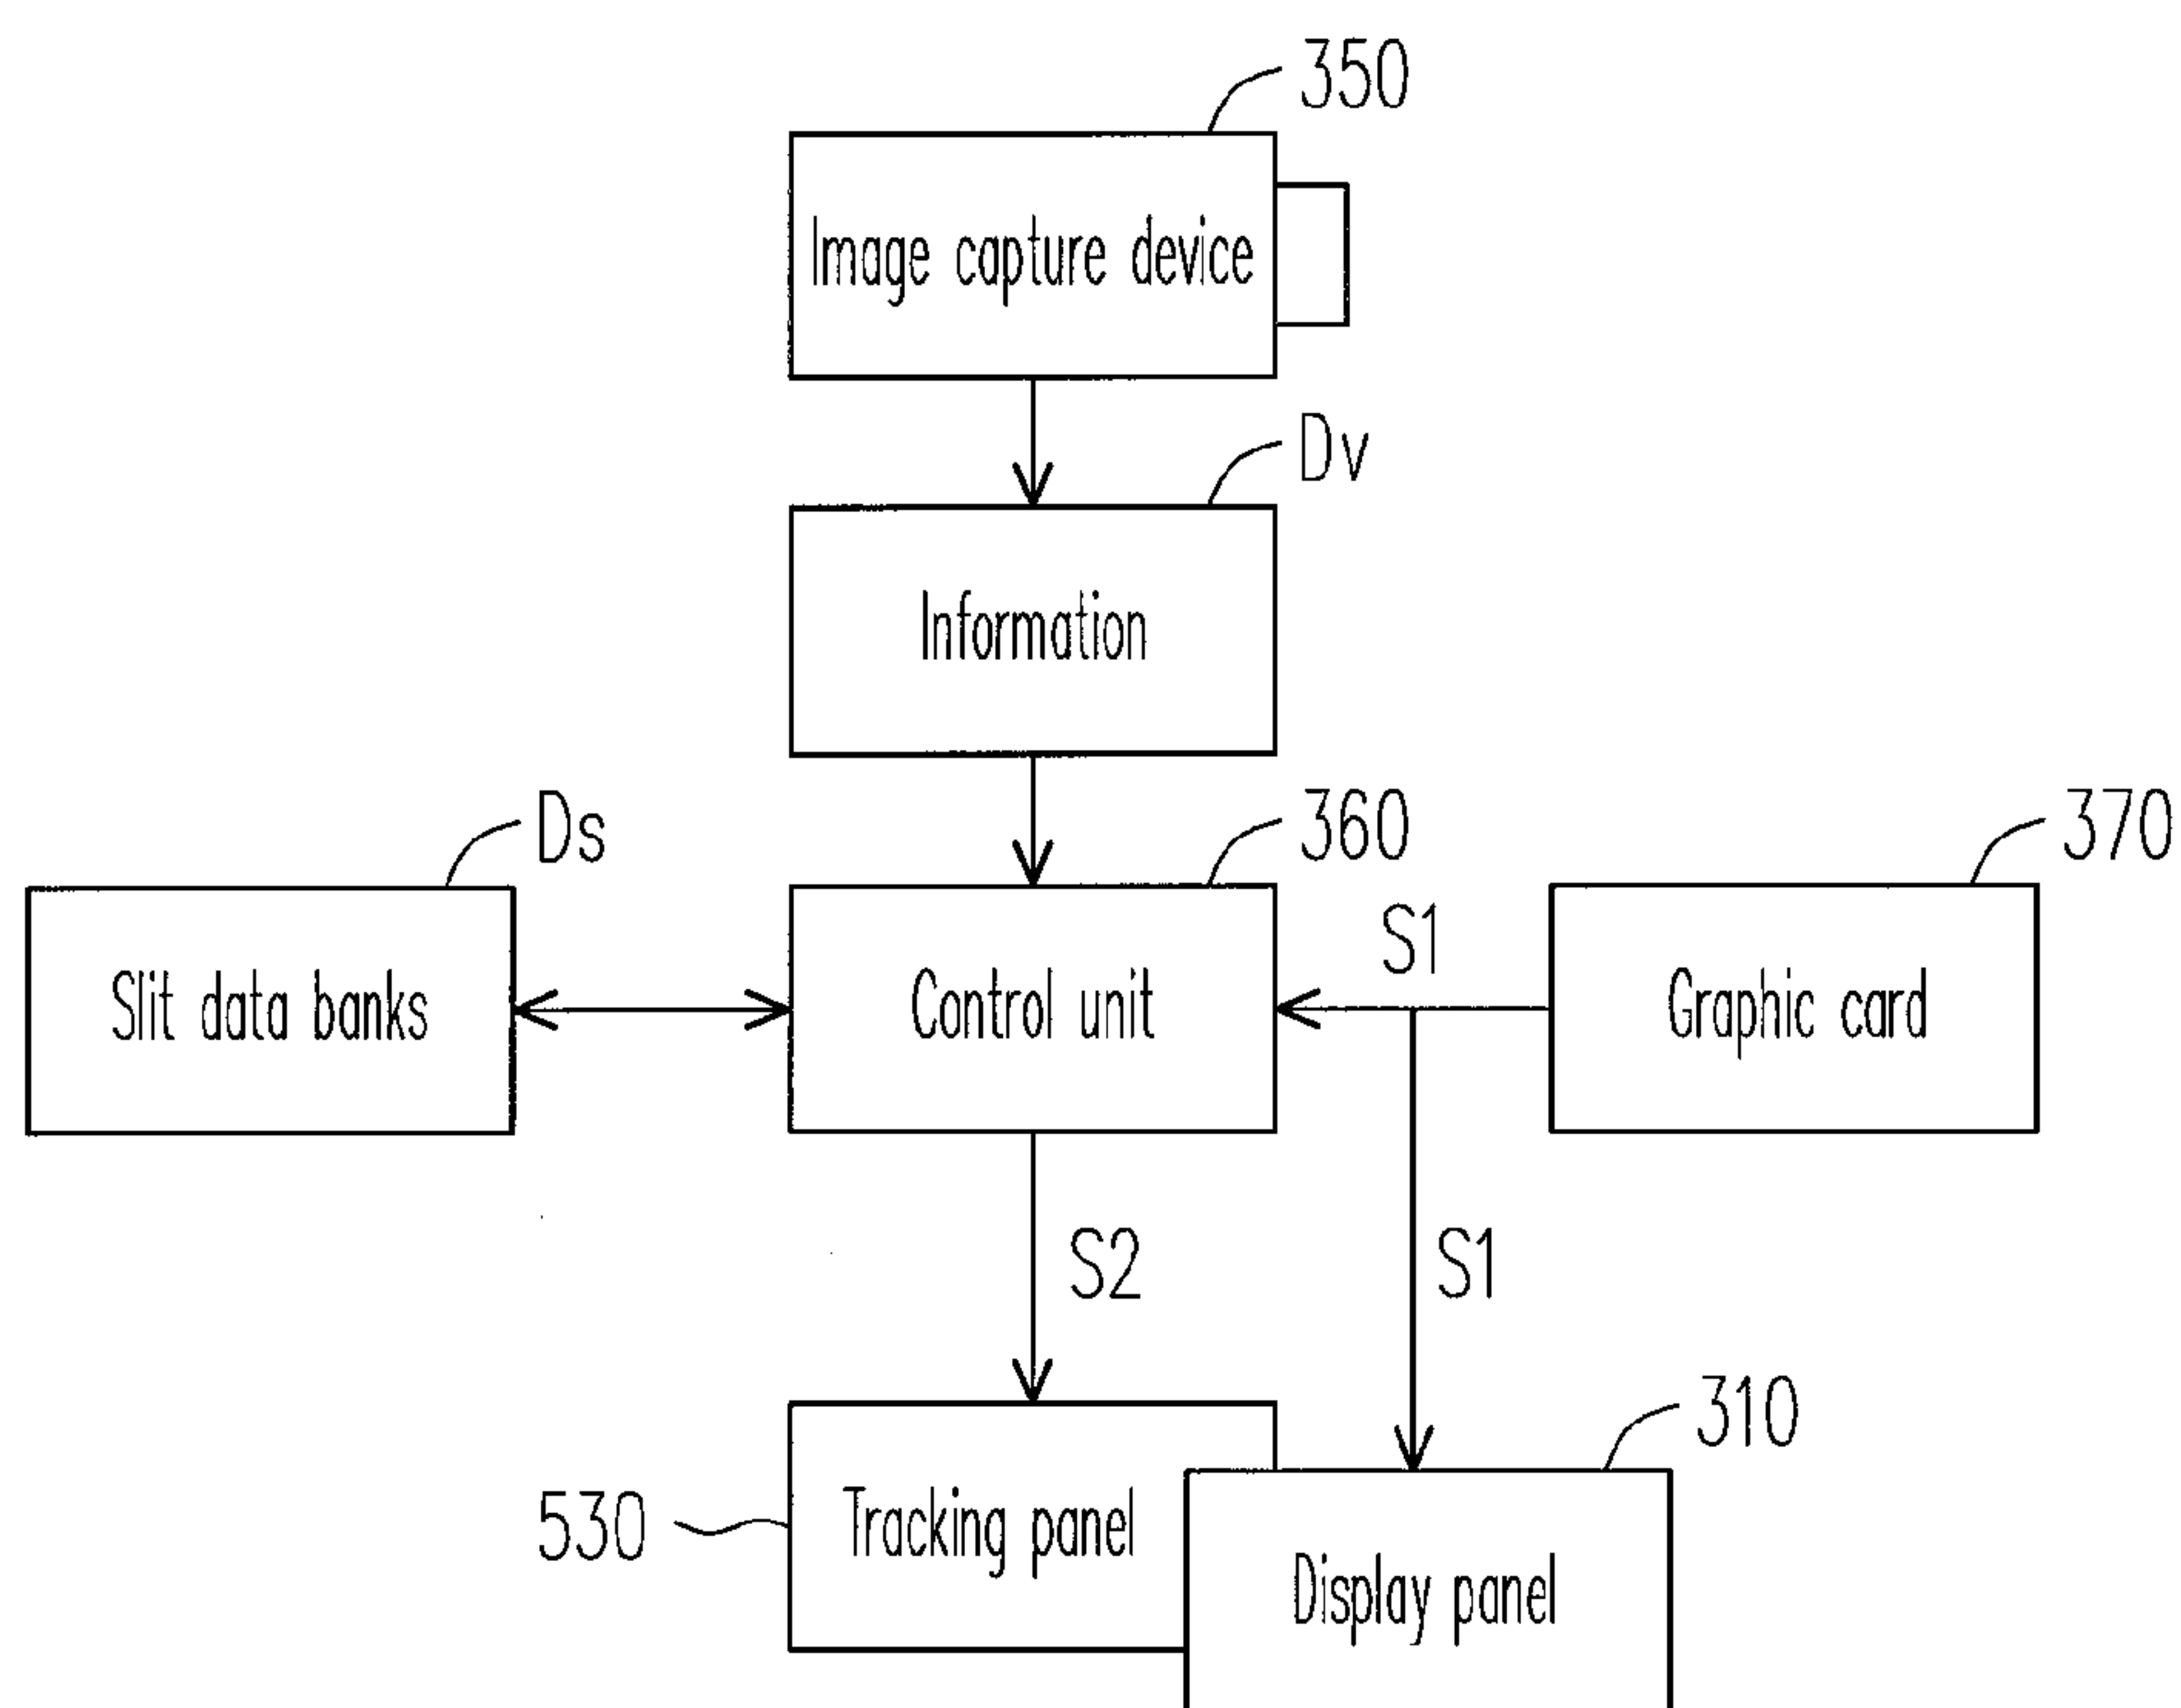 350
Image capture device
Dv
Information
Ds
360
370
Slit data banks
Control unit
S1
Graphic card
S2
S1
310
530
Tracking panel
Display panel